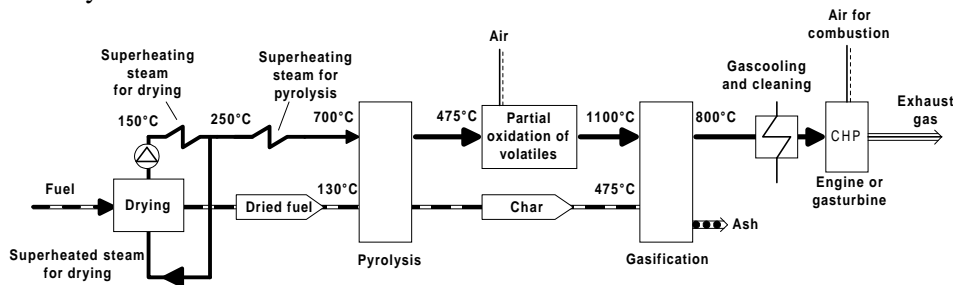 Air for
combustion
Air
Superheating
steam
for drying
Superheating
steam for
pyrolysis
Gascooling
and cleaning
Exhaust
gas
150°C
250°C
700°C
475°C
Partial
oxidation of
volatiles
1100°C
800°C
CHP
Fuel
Drying
Dried fuel
130°C
Char
475°C
Engine or
gasturbine
Ash
Superheated steam
for drying
Pyrolysis
Gasification